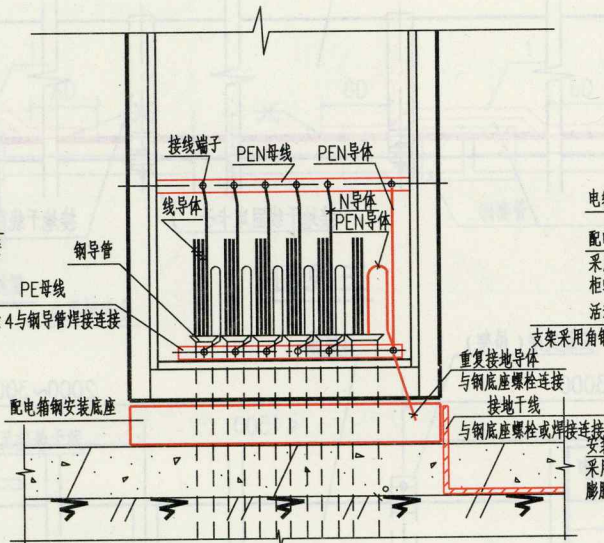 接线端子
PEN母线
PEN导体
线导体
N导体
PEN导体
钢导管
PE母线
4与钢导管焊接连接
重复接地导体
与钢底座螺栓连接
接地干线
与钢底座螺栓或焊接连接
配电箱钢安装底座
电缆
配电
采
柜
活
支架采用角钢
安装
采用
膨胀